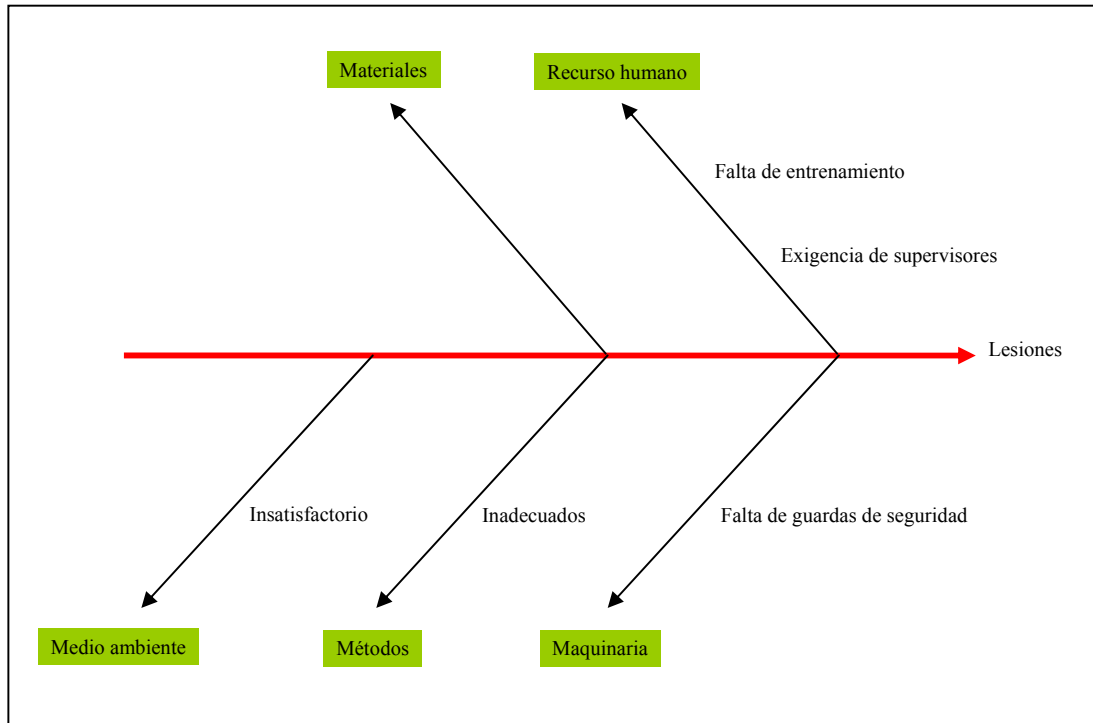 Materiales
Recurso humano
Falta de entrenamiento
Exigencia de supervisores
Lesiones
Insatisfactorio
Inadecuados
Falta de guardas de seguridad
Medio ambiente
Métodos
Maquinaria